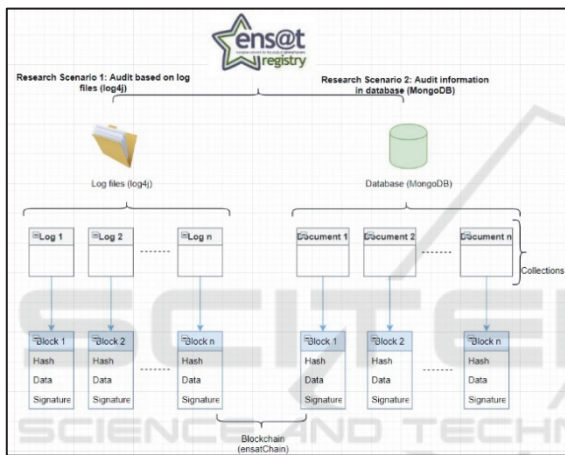 ens@t
registry
Research Scenario 1: Audit based on log
files (log4j)
Research Scenario 2: Audit information
in database (MongoDB)
Log files (log4j)
Database (MongoDB)
Log 1
Log 2
Log n
Document 1
Document 2
Document n
Collections
Block 1
Hash
Data
Signature
Block 2
Hash
Data
Signature
Block n
Hash
Data
Signature
Block 1
Hash
Data
Signature
Block 2
Hash
Data
Signature
Block n
Hash
Data
Signature
Blockchain
(ensatChain)
SCITE
SCIENCE AND TECHN